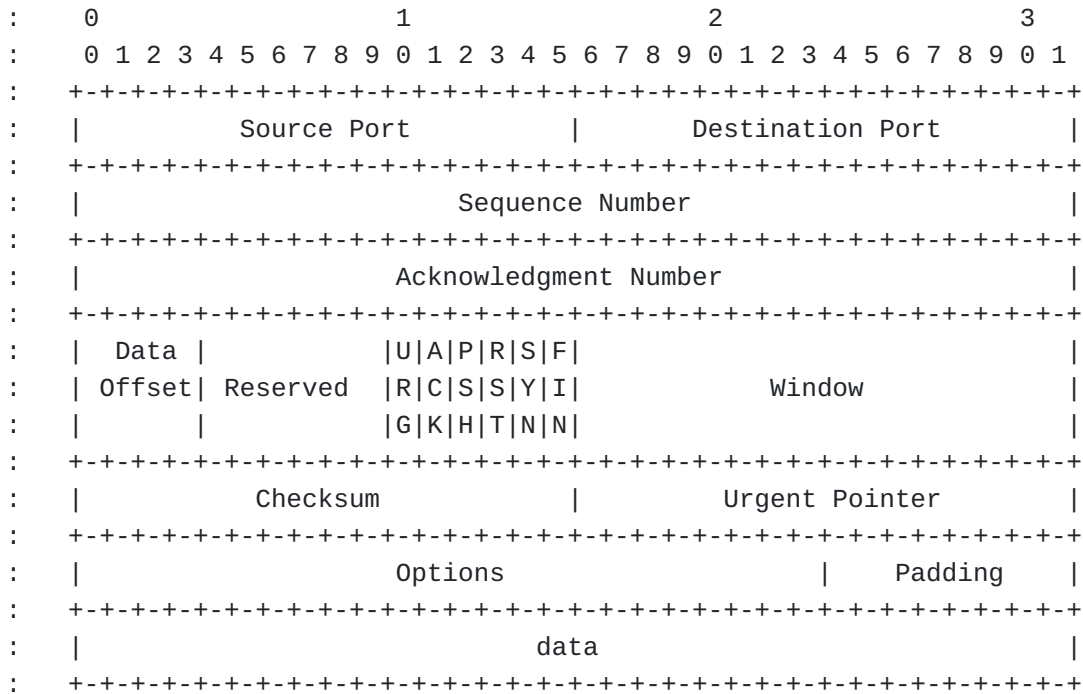 :    0                   1                   2                   3
:    0 1 2 3 4 5 6 7 8 9 0 1 2 3 4 5 6 7 8 9 0 1 2 3 4 5 6 7 8 9 0 1
:   +-+-+-+-+-+-+-+-+-+-+-+-+-+-+-+-+-+-+-+-+-+-+-+-+-+-+-+-+-+-+-+-+
:   |          Source Port          |       Destination Port        |
:   +-+-+-+-+-+-+-+-+-+-+-+-+-+-+-+-+-+-+-+-+-+-+-+-+-+-+-+-+-+-+-+-+
:   |                        Sequence Number                        |
:   +-+-+-+-+-+-+-+-+-+-+-+-+-+-+-+-+-+-+-+-+-+-+-+-+-+-+-+-+-+-+-+-+
:   |                    Acknowledgment Number                      |
:   +-+-+-+-+-+-+-+-+-+-+-+-+-+-+-+-+-+-+-+-+-+-+-+-+-+-+-+-+-+-+-+-+
:   |  Data |           |U|A|P|R|S|F|                               |
:   | Offset| Reserved  |R|C|S|S|Y|I|            Window             |
:   |       |           |G|K|H|T|N|N|                               |
:   +-+-+-+-+-+-+-+-+-+-+-+-+-+-+-+-+-+-+-+-+-+-+-+-+-+-+-+-+-+-+-+-+
:   |           Checksum            |         Urgent Pointer        |
:   +-+-+-+-+-+-+-+-+-+-+-+-+-+-+-+-+-+-+-+-+-+-+-+-+-+-+-+-+-+-+-+-+
:   |                    Options                    |    Padding    |
:   +-+-+-+-+-+-+-+-+-+-+-+-+-+-+-+-+-+-+-+-+-+-+-+-+-+-+-+-+-+-+-+-+
:   |                             data                              |
:   +-+-+-+-+-+-+-+-+-+-+-+-+-+-+-+-+-+-+-+-+-+-+-+-+-+-+-+-+-+-+-+-+